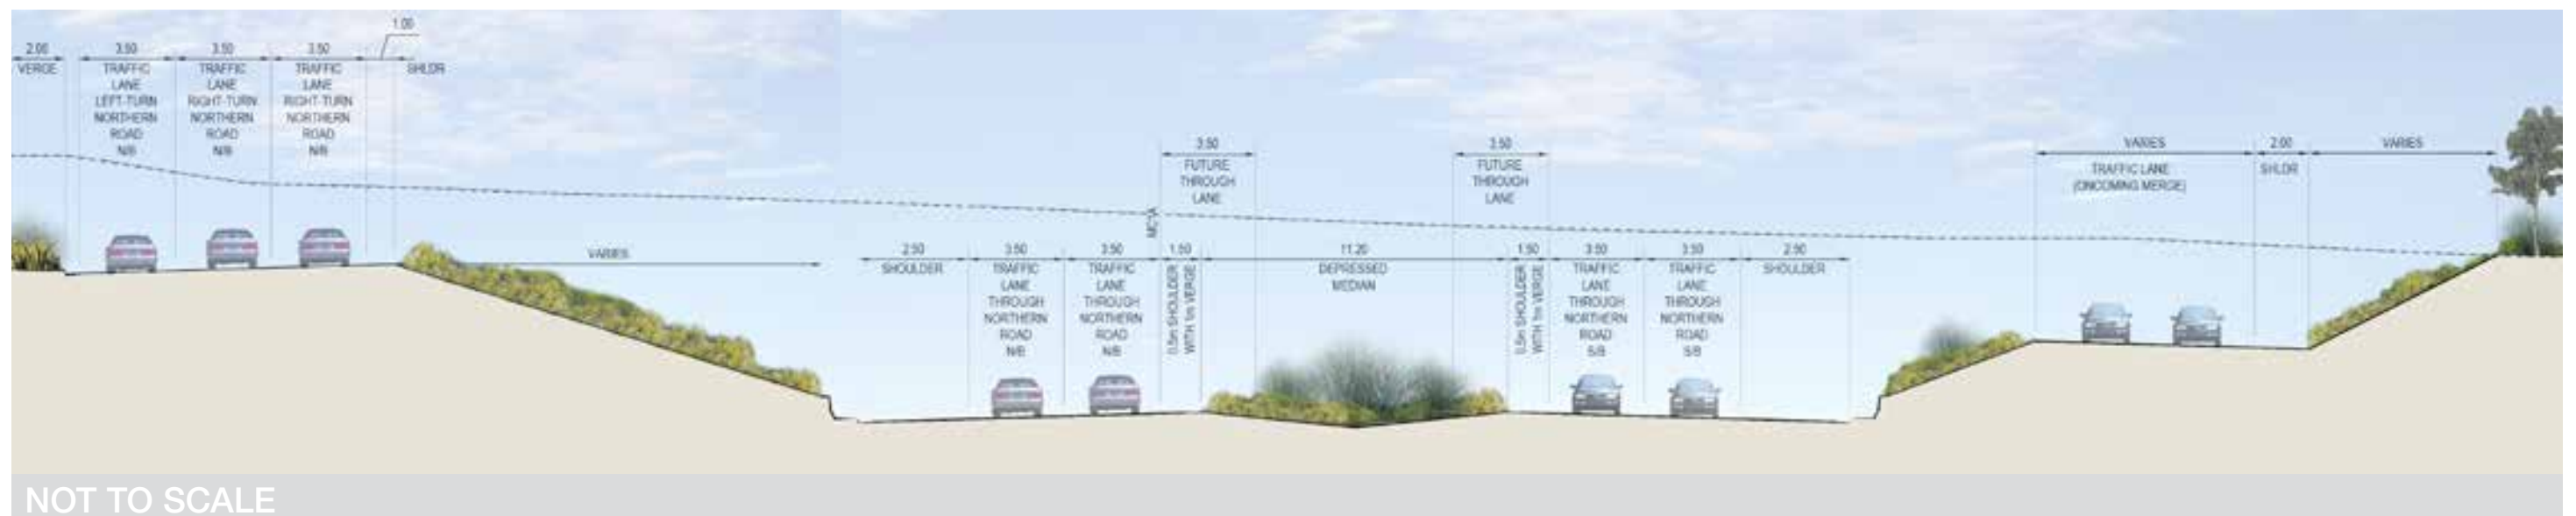 2.00
VERGE
3.50
TRAFFIC
LANE
LEFT-TURN
NORTHERN
ROAD
N/B
3.50
TRAFFIC
LANE
RIGHT-TURN
NORTHERN
ROAD
N/B
3.50
TRAFFIC
LANE
RIGHT-TURN
NORTHERN
ROAD
N/B
1.00
SHLDR
VARIES
2.50
SHOULDER
3.50
TRAFFIC
LANE
THROUGH
NORTHERN
ROAD
N/B
3.50
TRAFFIC
LANE
THROUGH
NORTHERN
ROAD
N/B
3.50
FUTURE
THROUGH
LANE
1.50
0.5m SHOULDER
WITH 1m VERGE
11.20
DEPRESSED
MEDIAN
3.50
FUTURE
THROUGH
LANE
1.50
0.5m SHOULDER
WITH 1m VERGE
3.50
TRAFFIC
LANE
THROUGH
NORTHERN
ROAD
S/B
3.50
TRAFFIC
LANE
THROUGH
NORTHERN
ROAD
S/B
SHOULDER
VARIES
TRAFFIC LANE
(ONCOMING MERGE)
2.00
SHLDR
VARIES
NOT TO SCALE